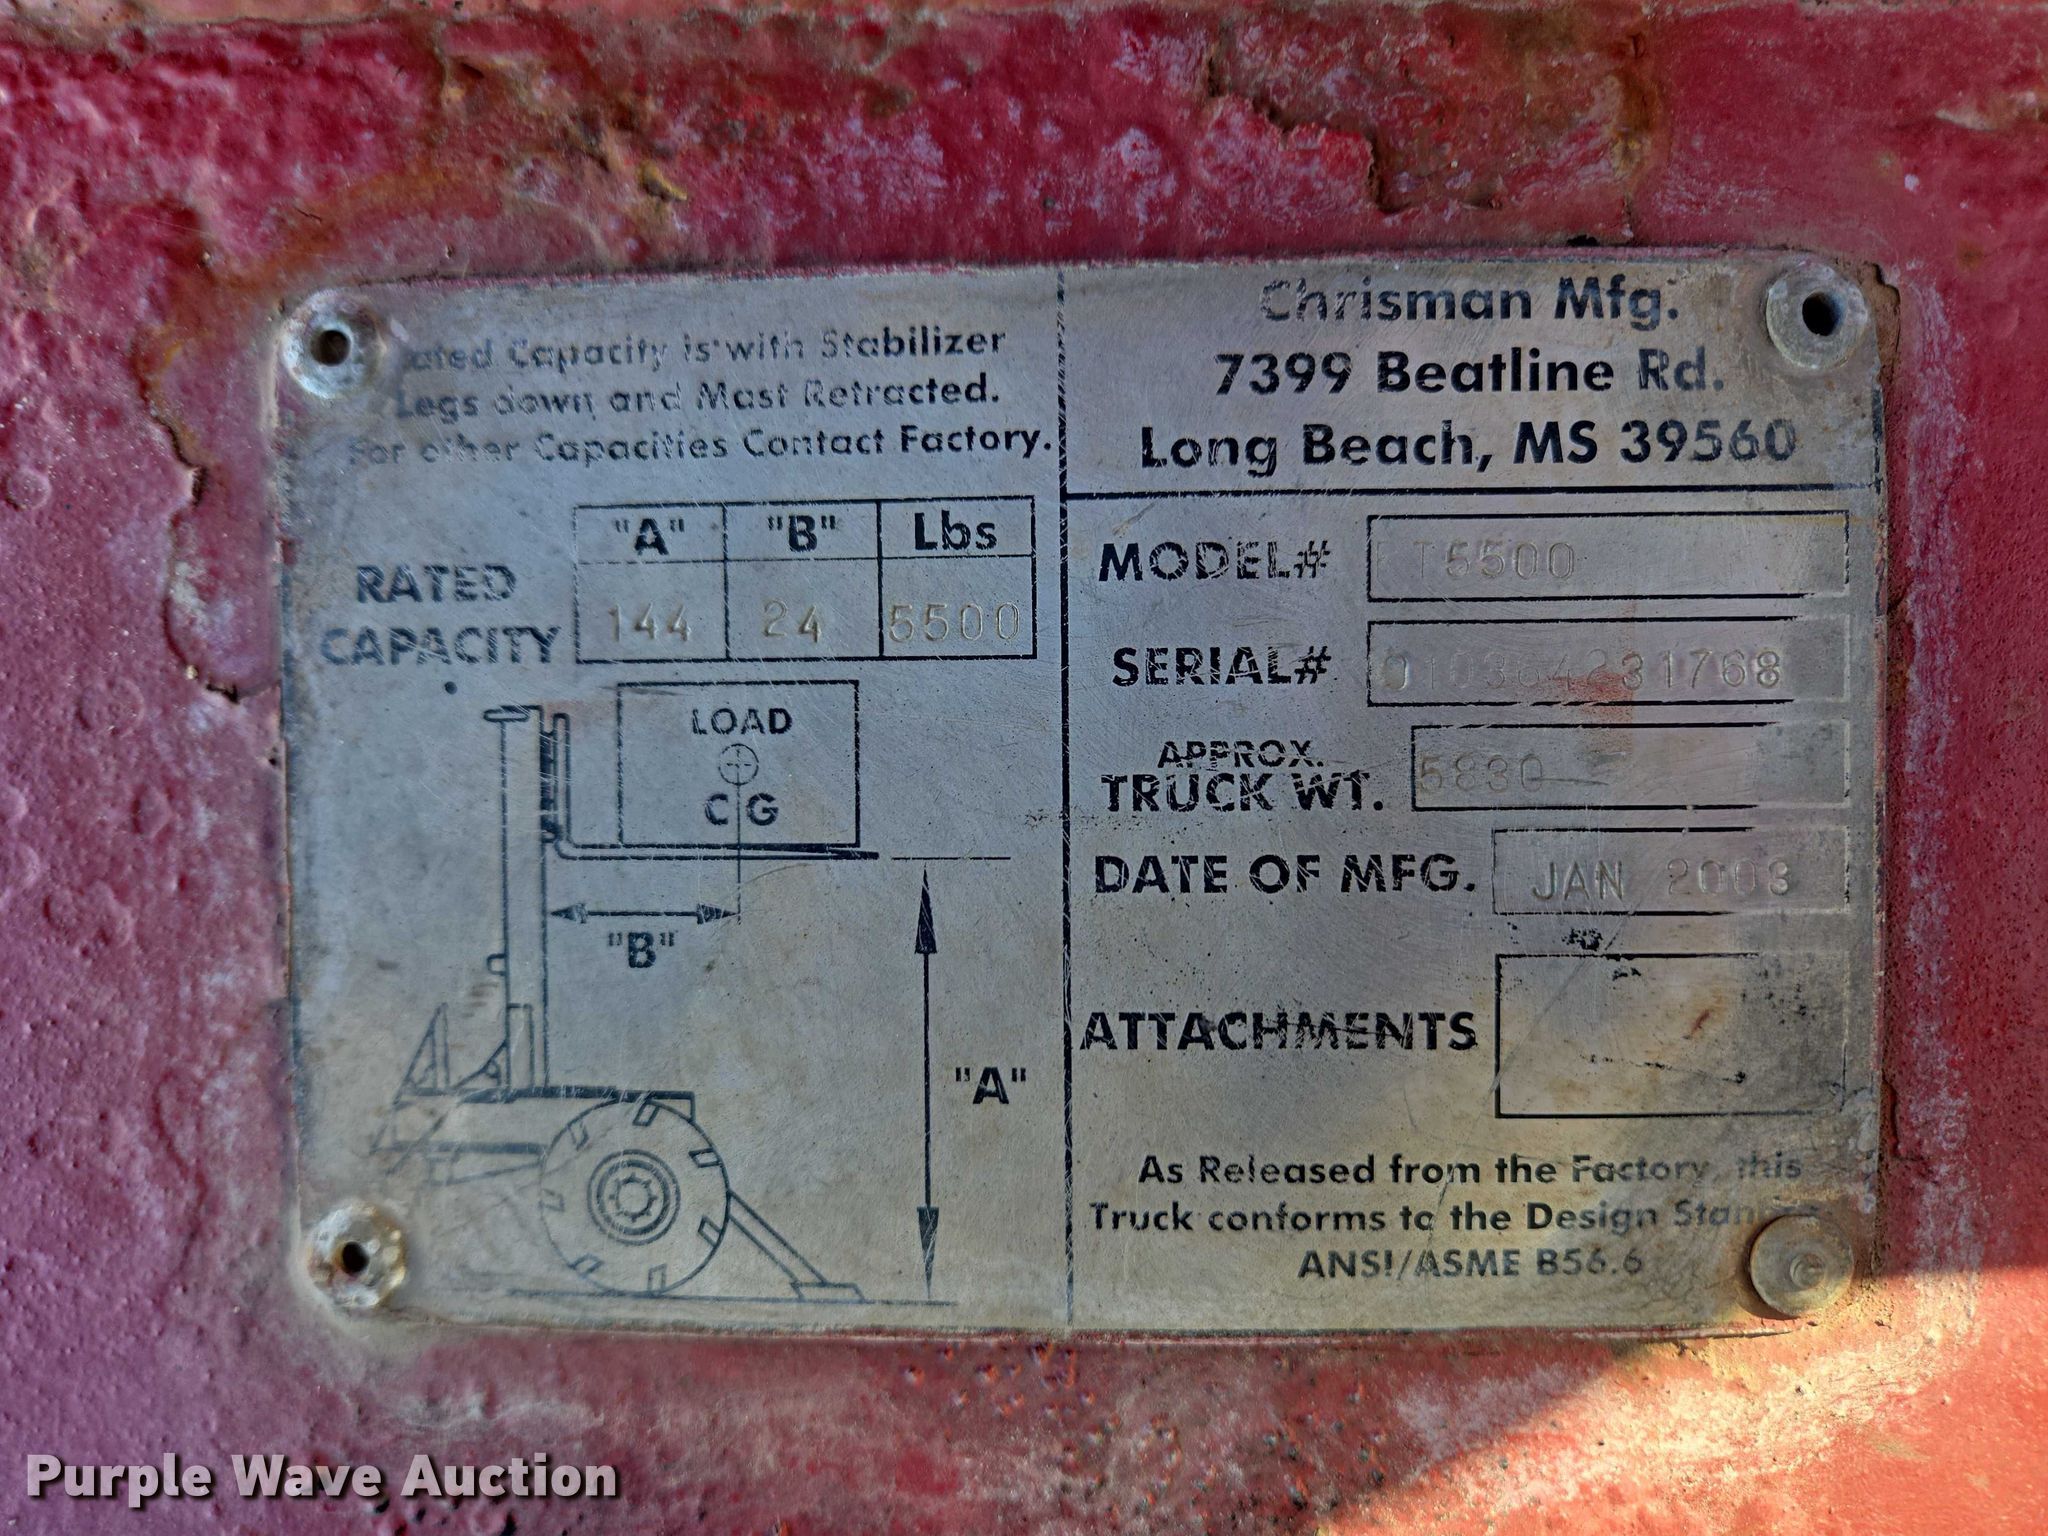 Rated Capacity is with Stabilizer
Legs down and Mast Retracted.
For other Capacities Contact Factory.
RATED CAPACITY
"A" "B" Lbs
144 24 5500
LOAD
CG
"B"
"A"
Chrisman Mfg.
7399 Beatline Rd.
Long Beach, MS 39560
MODEL# T5500
SERIAL#
APPROX.
TRUCK WT. 5830
DATE OF MFG. JAN 2003
ATTACHMENTS
As Released from the Factory, this
Truck conforms to the Design
ANSI/ASME B56.6
Purple Wave Auction